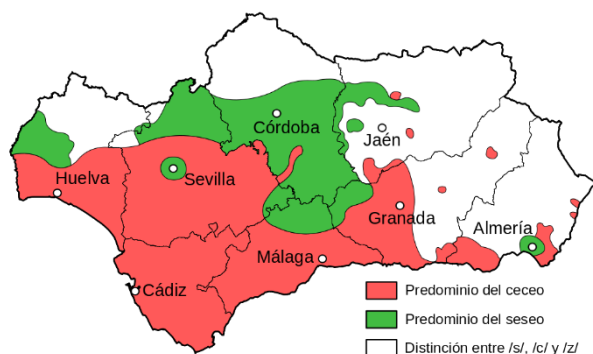 Córdoba
Jaén
Huelva
Sevilla
Granada
Almería
Málaga
Cádiz
Predominio del ceceo
Predominio del seseo
Distinción entre /s/, /c/ y /z/